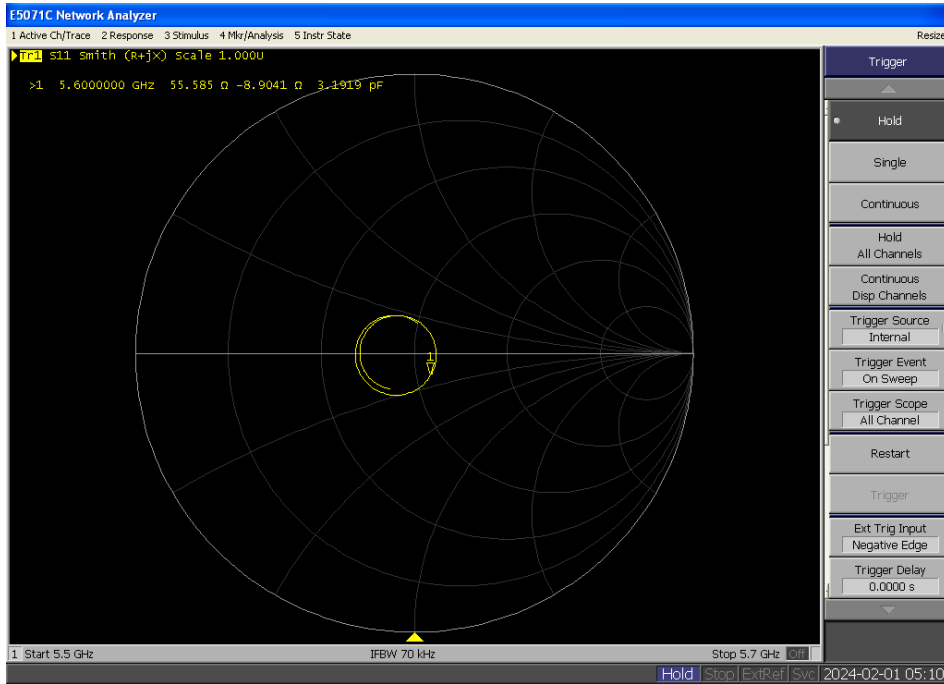 E5071C Network Analyzer
1 Active Ch/Trace 2 Response 3 Stimulus 4 Mkr/Analysis 5 Instr State
Resize
Tr1 S11 Smith (R+jX) Scale 1.000U
>1 5.6000000 GHz 55.585 Ω -8.9041 Ω 3.1919 pF
1
Trigger
Hold
Single
Continuous
Hold
All Channels
Continuous
Disp Channels
Trigger Source
Internal
Trigger Event
On Sweep
Trigger Scope
All Channel
Restart
Trigger
Ext Trig Input
Negative Edge
Trigger Delay
0.0000 s
1 Start 5.5 GHz IFBW 70 kHz Stop 5.7 GHz Off
Hold Stop ExtRef Svc 2024-02-01 05:10